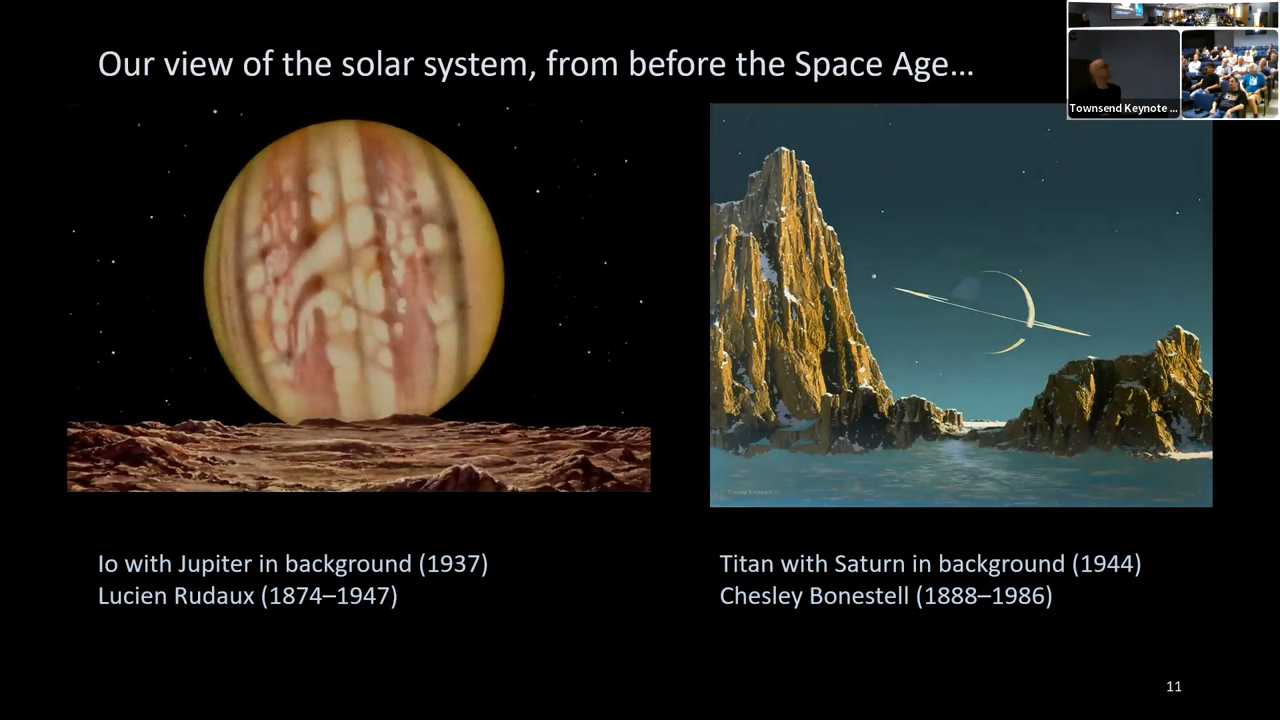 Our view of the solar system, from before the Space Age…
Townsend Keynote ...
Io with Jupiter in background (1937)
Lucien Rudaux (1874–1947)
Titan with Saturn in background (1944)
Chesley Bonestell (1888–1986)
11